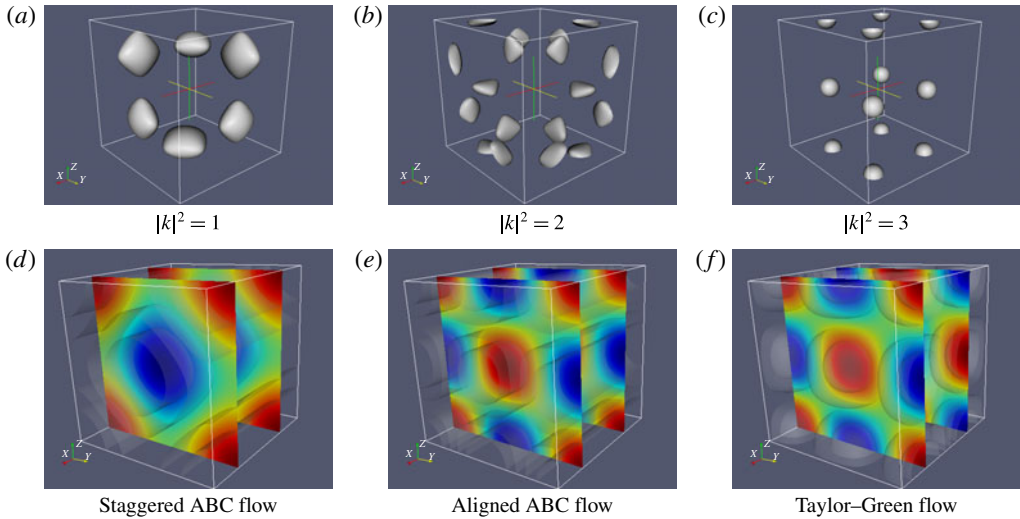 (a)
(b)
(c)
Z
X
Y
Z
X
Y
Z
X
Y
|k|² = 1
|k|² = 2
|k|² = 3
(d)
(e)
(f)
Z
X
Y
Z
X
Y
Z
X
Y
Staggered ABC flow
Aligned ABC flow
Taylor–Green flow